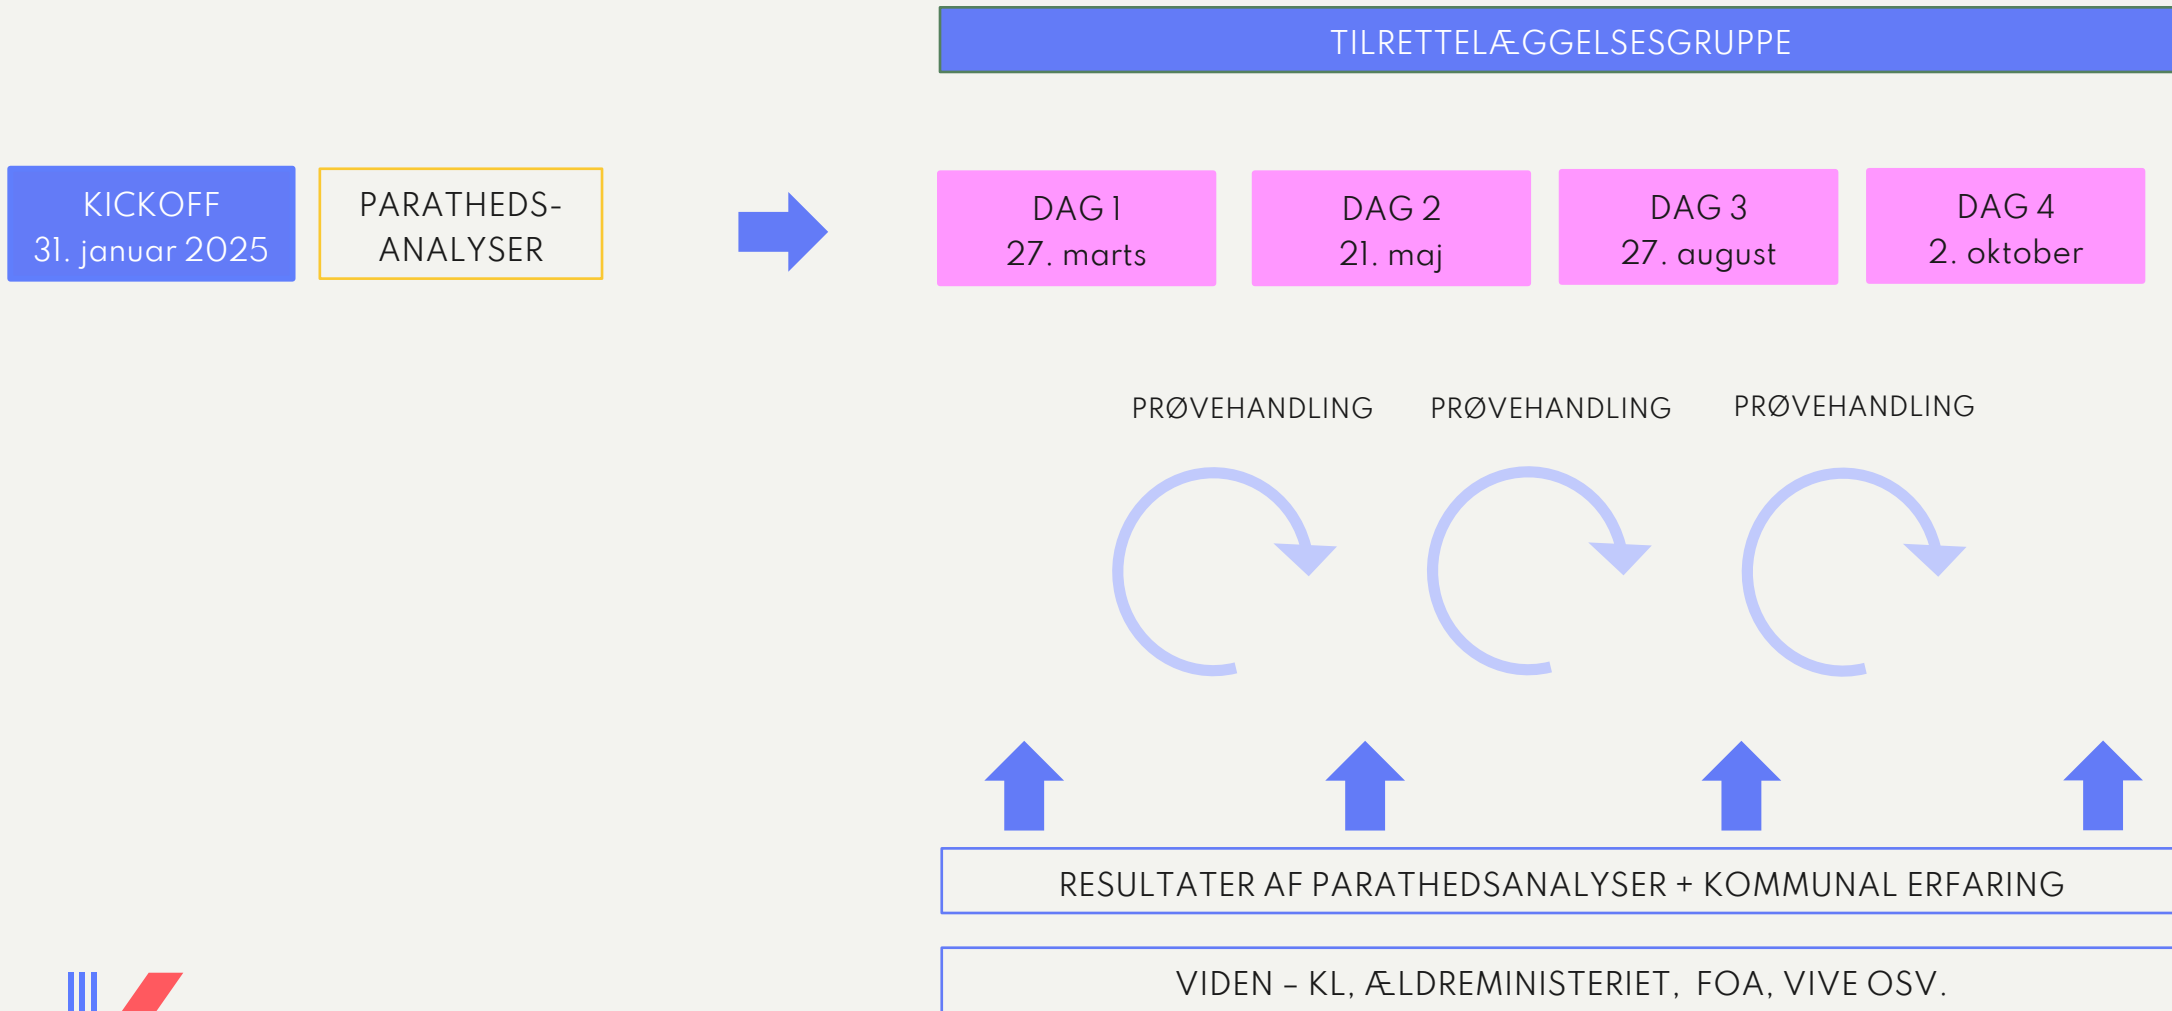 TILRETTELÆGGELSESGRUPPE
KICKOFF
31. januar 2025
PARATHEDS-
ANALYSER
DAG 1
27. marts
DAG 2
21. maj
DAG 3
27. august
DAG 4
2. oktober
PRØVEHANDLING
PRØVEHANDLING
PRØVEHANDLING
RESULTATER AF PARATHEDSANALYSER + KOMMUNAL ERFARING
VIDEN – KL, ÆLDREMINISTERIET, FOA, VIVE OSV.